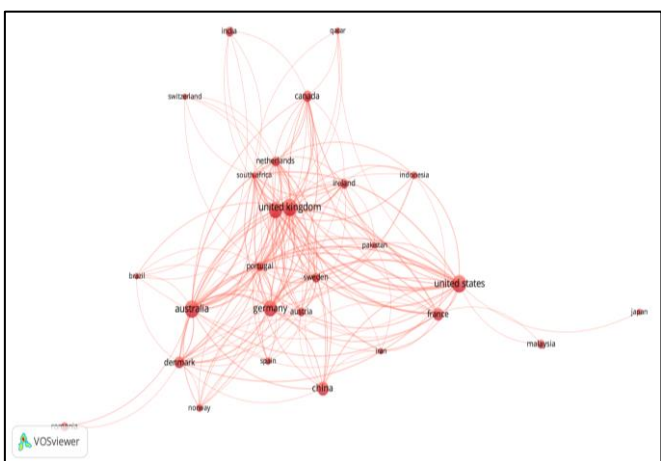 india
qatar
switzerland
canada
netherlands
south africa
ireland
indonesia
united kingdom
pakistan
portugal
sweden
brazil
united states
australia
germany
austria
france
japan
malaysia
iran
denmark
spain
china
norway
VOSviewer